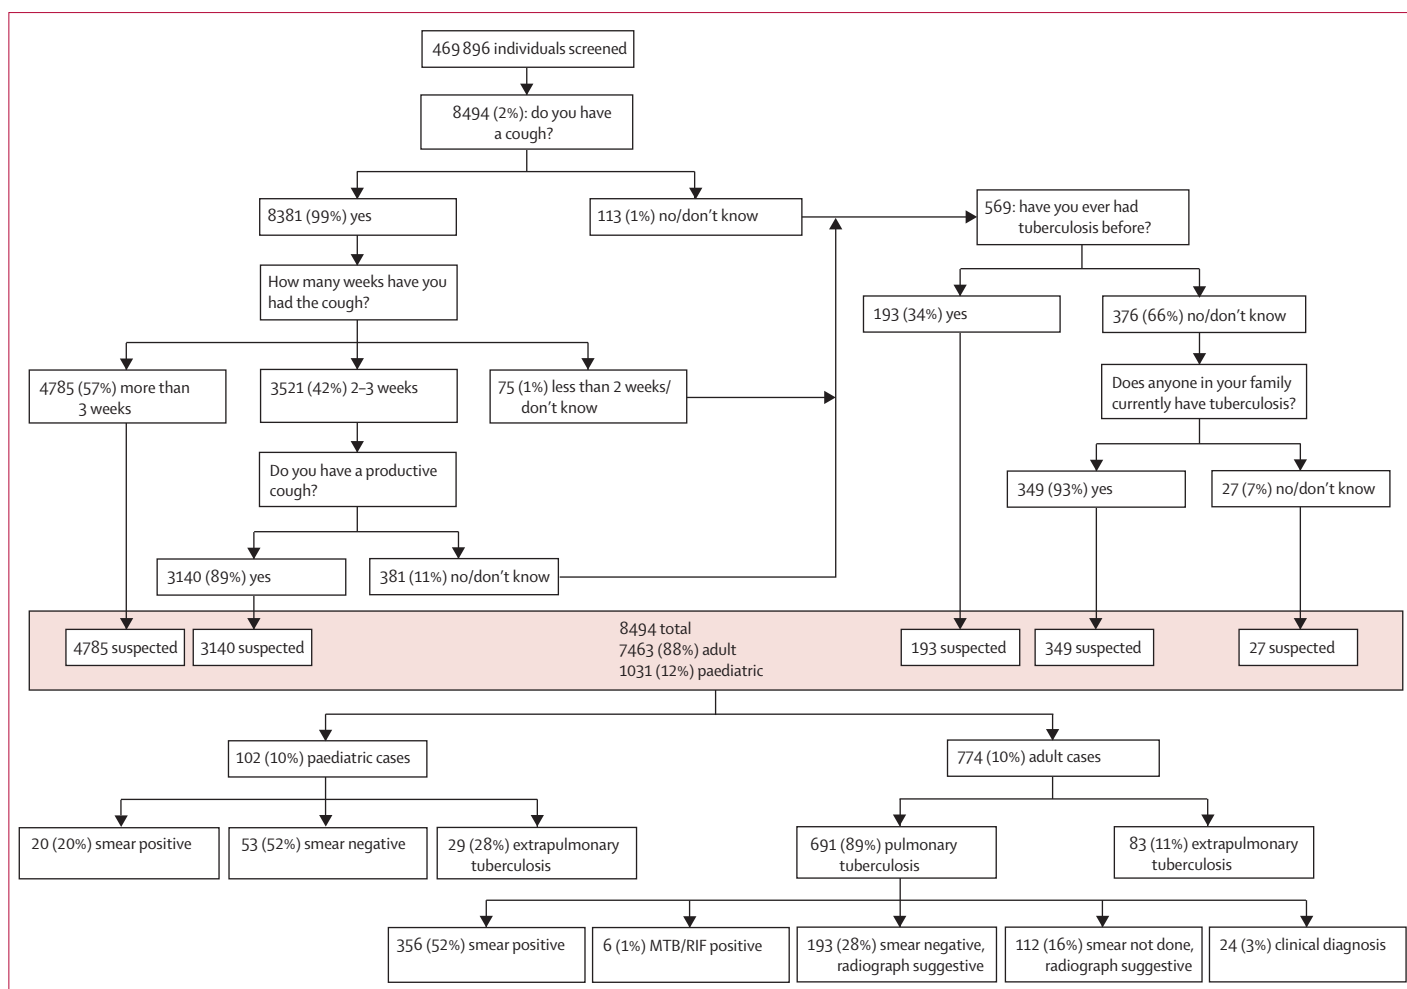 469 896 individuals screened
8494 (2%): do you have
a cough?
8381 (99%) yes
113 (1%) no/don't know
569: have you ever had
tuberculosis before?
How many weeks have you
had the cough?
193 (34%) yes
376 (66%) no/don't know
4785 (57%) more than
3 weeks
3521 (42%) 2–3 weeks
75 (1%) less than 2 weeks/
don't know
Does anyone in your family
currently have tuberculosis?
Do you have a productive
cough?
349 (93%) yes
27 (7%) no/don't know
3140 (89%) yes
381 (11%) no/don't know
4785 suspected
3140 suspected
8494 total
7463 (88%) adult
1031 (12%) paediatric
193 suspected
349 suspected
27 suspected
102 (10%) paediatric cases
774 (10%) adult cases
20 (20%) smear positive
53 (52%) smear negative
29 (28%) extrapulmonary
tuberculosis
691 (89%) pulmonary
tuberculosis
83 (11%) extrapulmonary
tuberculosis
356 (52%) smear positive
6 (1%) MTB/RIF positive
193 (28%) smear negative,
radiograph suggestive
112 (16%) smear not done,
radiograph suggestive
24 (3%) clinical diagnosis